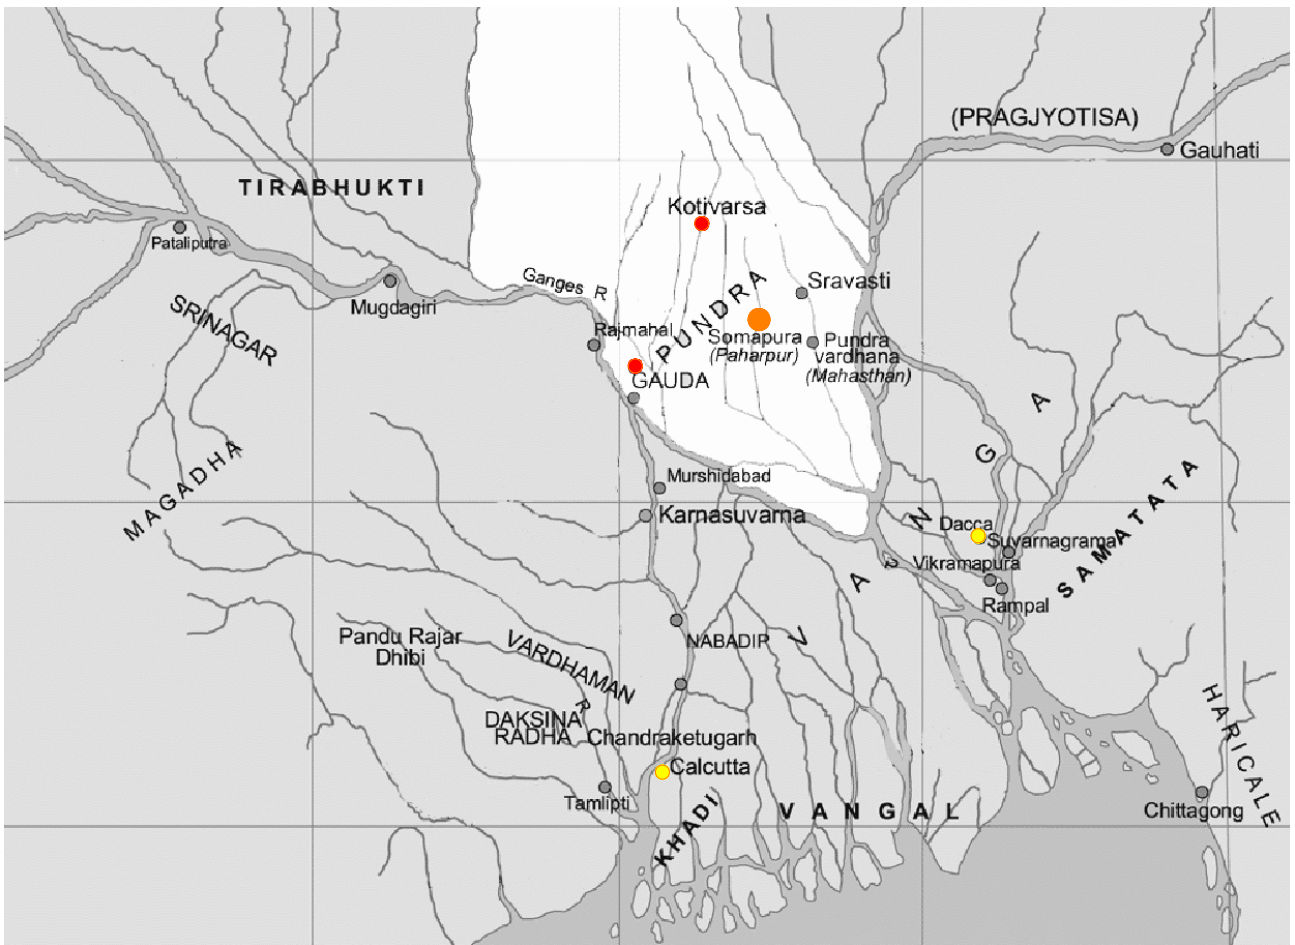 (PRAGJYOTISA)
Gauhati
TIRABHUKTI
Kotivarsa
Pataliputra
Ganges R
Sravasti
Mugdagiri
SRINAGAR
PUNDRA
Rajmahal
Somapura
(Paharpur)
Pundra
vardhana
(Mahasthan)
GAUDA
MAGADHA
Murshidabad
Karnasuvarna
VANGA
Dacca
Suvarnagrama
Vikramapura
Rampal
SAMATATA
Pandu Rajar
Dhibi
VARDHAMAN
NABADIP
R
DAKSINA
RADHA
Chandraketugarh
Calcutta
Tamlipti
KHADI
VANGAL
Chittagong
HARICALE